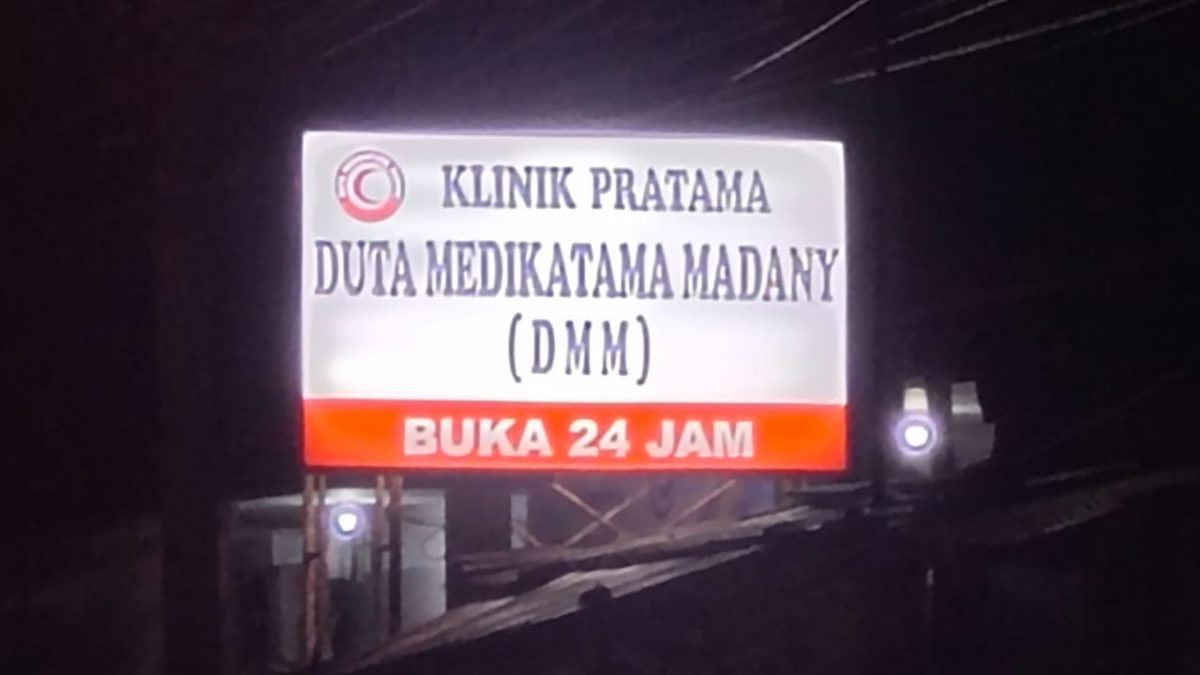 KLINIK PRATAMA
DUTA MEDIKATAMA MADANY
(DMM)
BUKA 24 JAM